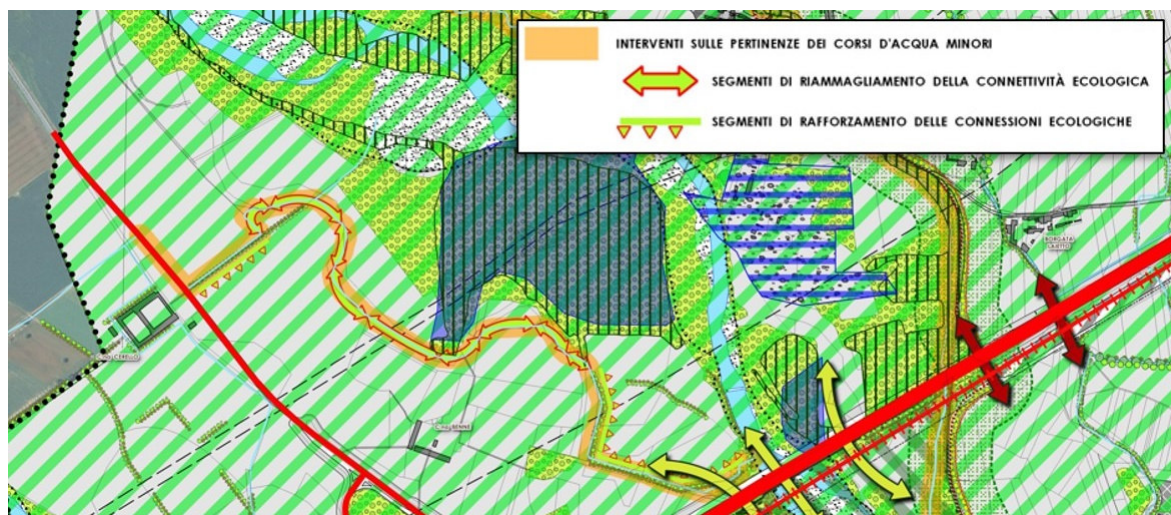 INTERVENTI SULLE PERTINENZE DEI CORSI D'ACQUA MINORI
SEGMENTI DI RIAMMAGLIAMENTO DELLA CONNETTIVITÀ ECOLOGICA
SEGMENTI DI RAFFORZAMENTO DELLE CONNESSIONI ECOLOGICHE
BORGATA